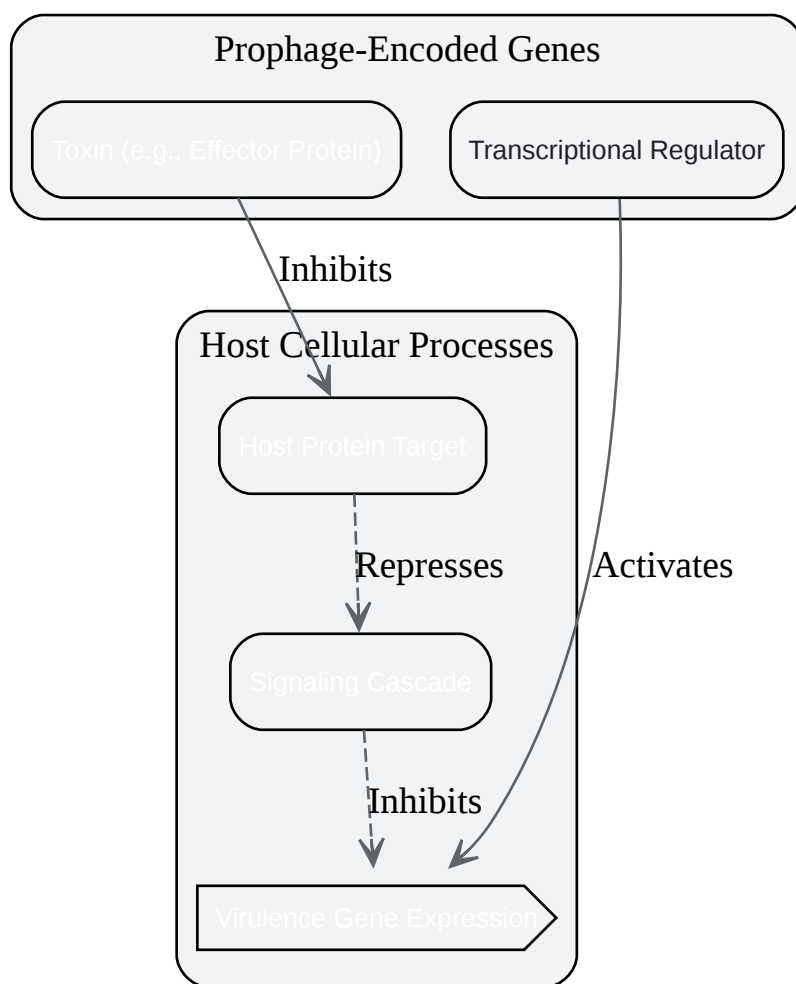 Prophage-Encoded Genes
Toxin (e.g., Effector Protein)
Transcriptional Regulator
Inhibits
Host Cellular Processes
Host Protein Target
Represses
Activates
Signaling Cascade
Inhibits
Virulence Gene Expression